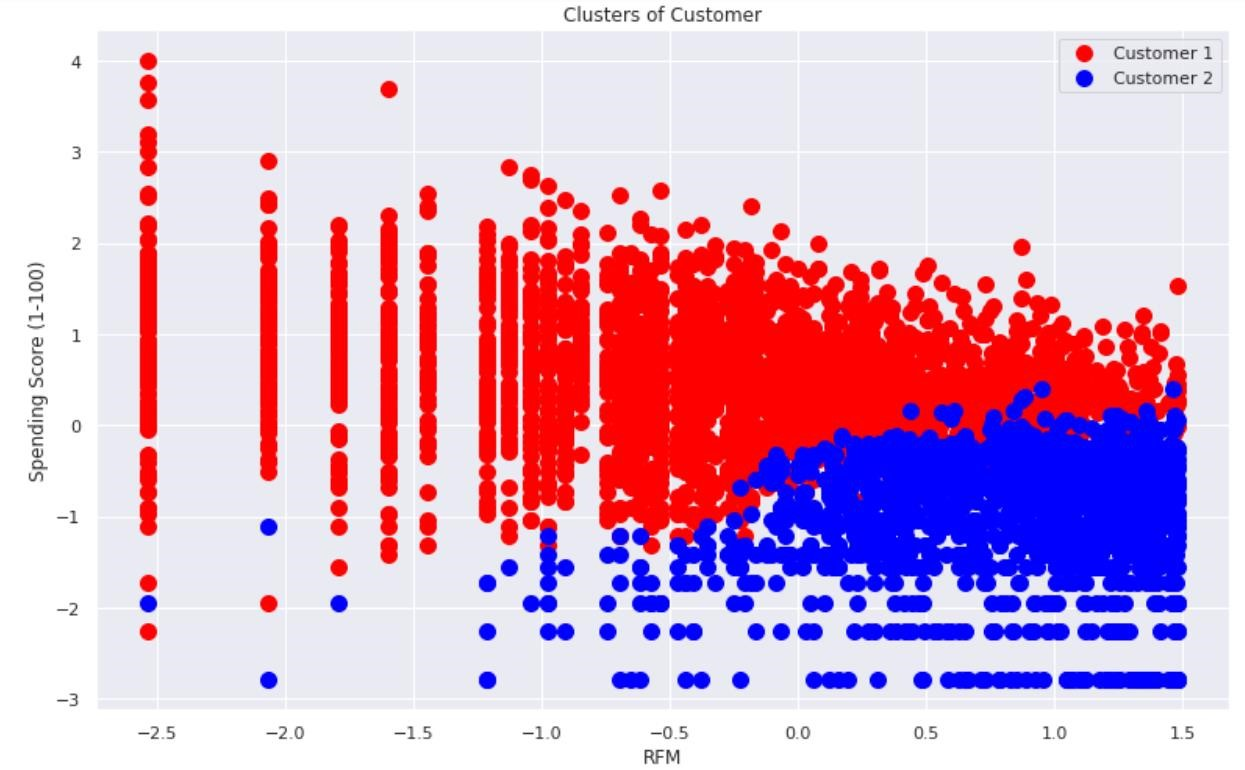 Clusters of Customer
Customer 1
Customer 2
4
3
2
1
0
−1
−2
−3
Spending Score (1-100)
−2.5 −2.0 −1.5 −1.0 −0.5 0.0 0.5 1.0 1.5
RFM